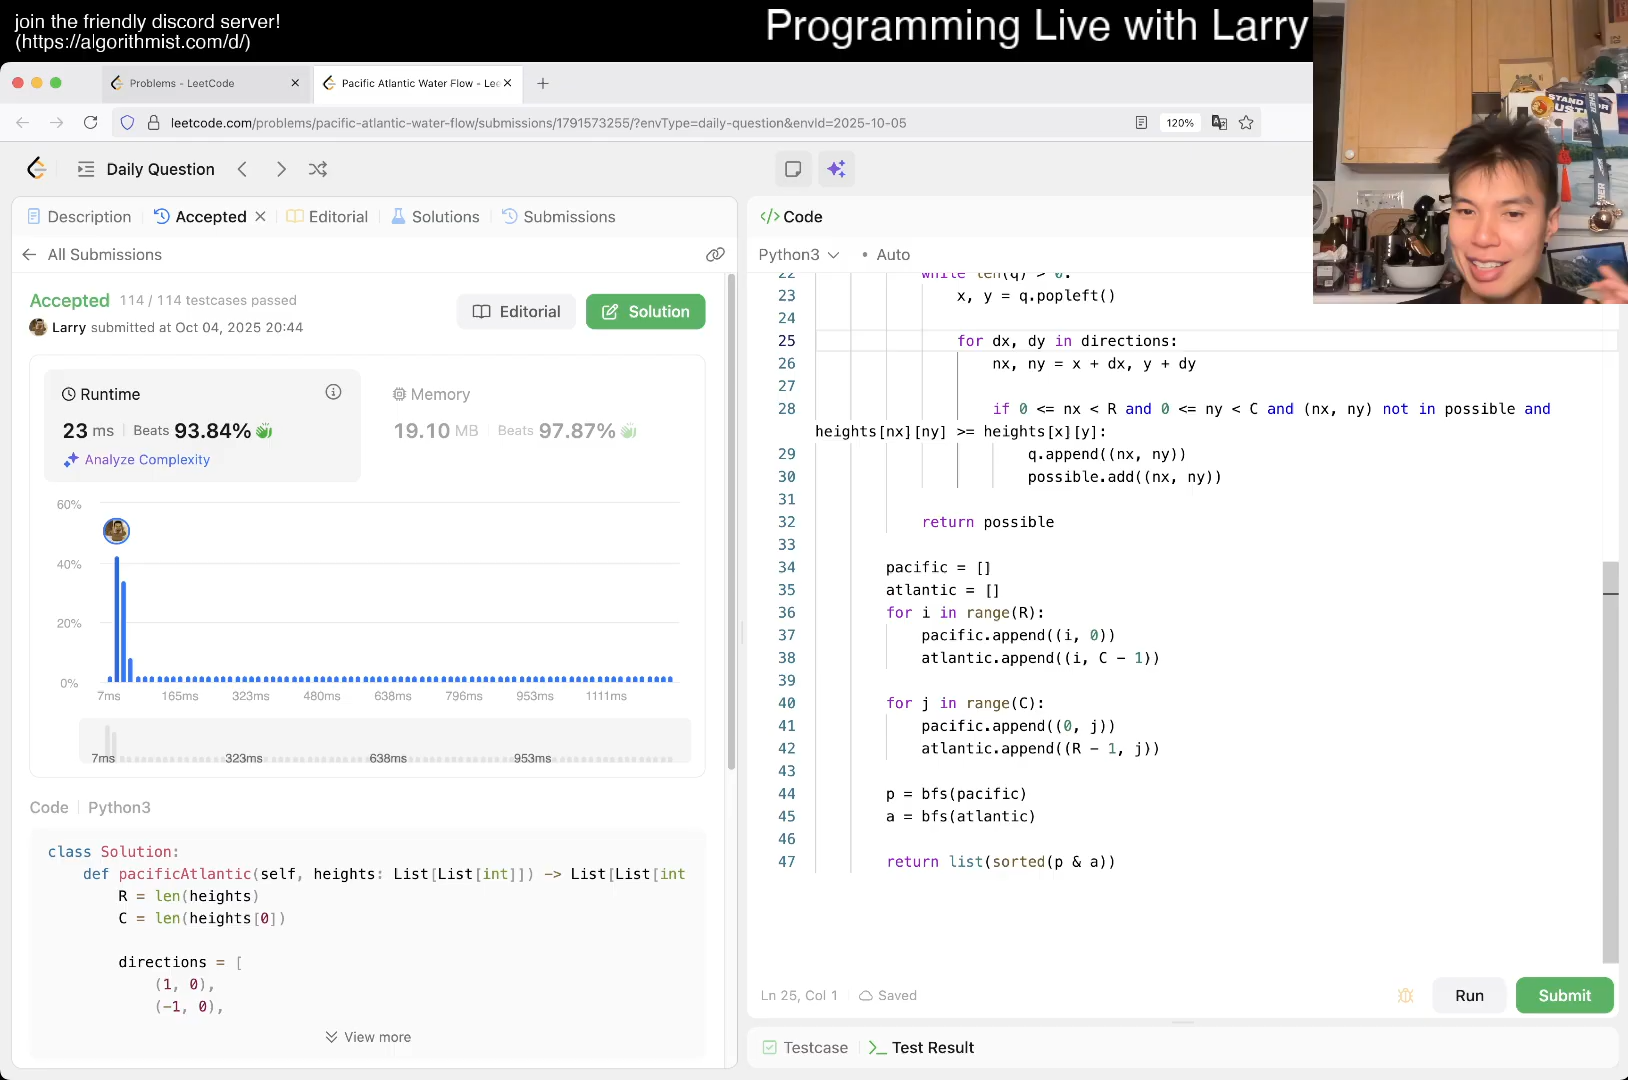 join the friendly discord server!
(https://algorithmist.com/d/)
Programming Live with Larry
Problems - LeetCode
Pacific Atlantic Water Flow - Lee
leetcode.com/problems/pacific-atlantic-water-flow/submissions/1791573255/?envType=daily-question&envId=2025-10-05
120%
Daily Question
Description
Accepted
Editorial
Solutions
Submissions
All Submissions
Accepted 114 / 114 testcases passed
Larry submitted at Oct 04, 2025 20:44
Editorial
Solution
Runtime
23 ms Beats 93.84%
Analyze Complexity
Memory
19.10 MB Beats 97.87%
60%
40%
20%
0%
7ms 165ms 323ms 480ms 638ms 796ms 953ms 1111ms
7ms 323ms 638ms 953ms
Code Python3
class Solution:
def pacificAtlantic(self, heights: List[List[int]]) -> List[List[int
R = len(heights)
C = len(heights[0])
directions = [
(1, 0),
(-1, 0),
View more
</> Code
Python3 • Auto
22 while len(q) > 0:
23 x, y = q.popleft()
24
25 for dx, dy in directions:
26 nx, ny = x + dx, y + dy
27
28 if 0 <= nx < R and 0 <= ny < C and (nx, ny) not in possible and
heights[nx][ny] >= heights[x][y]:
29 q.append((nx, ny))
30 possible.add((nx, ny))
31
32 return possible
33
34 pacific = []
35 atlantic = []
36 for i in range(R):
37 pacific.append((i, 0))
38 atlantic.append((i, C - 1))
39
40 for j in range(C):
41 pacific.append((0, j))
42 atlantic.append((R - 1, j))
43
44 p = bfs(pacific)
45 a = bfs(atlantic)
46
47 return list(sorted(p & a))
Ln 25, Col 1 Saved
Run
Submit
Testcase
Test Result
STAND